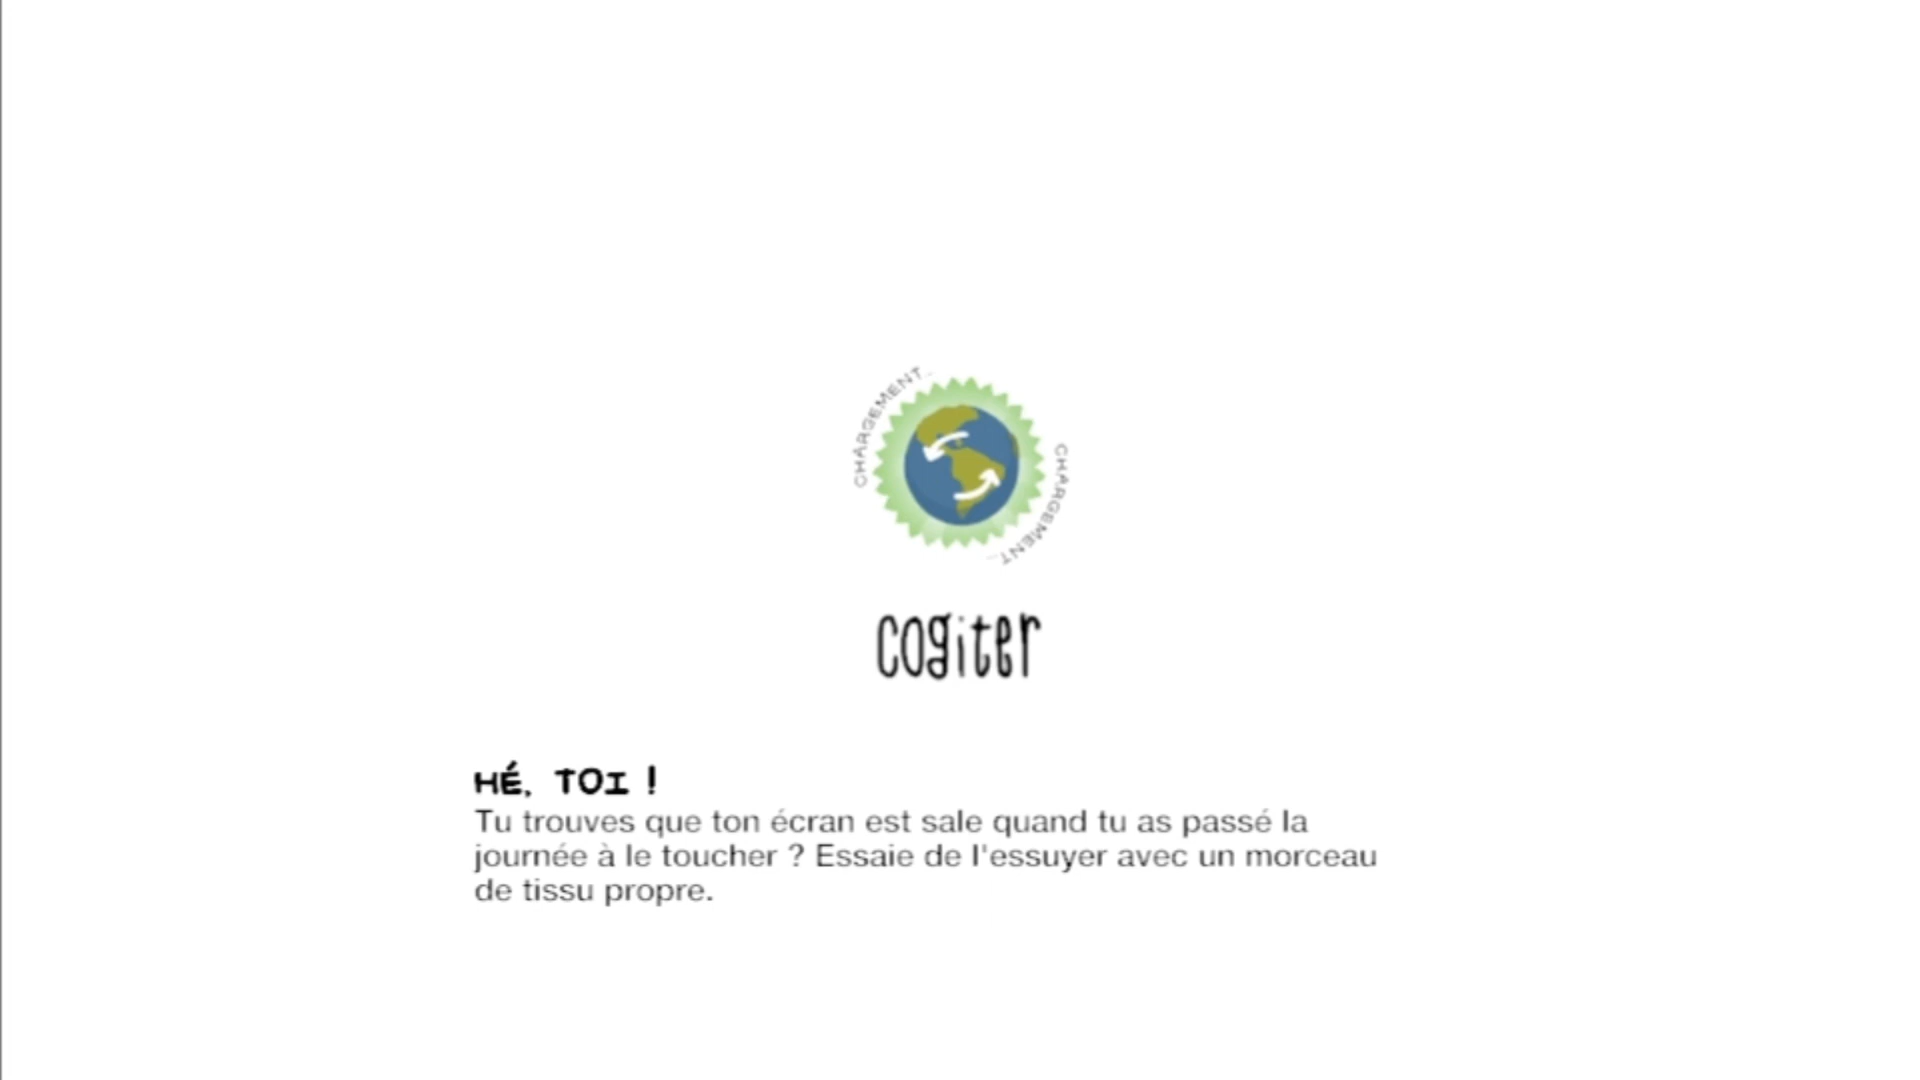 CHARGEMENT...
CHARGEMENT...
cogiter
HÉ, TOI !
Tu trouves que ton écran est sale quand tu as passé la
journée à le toucher ? Essaie de l'essuyer avec un morceau
de tissu propre.